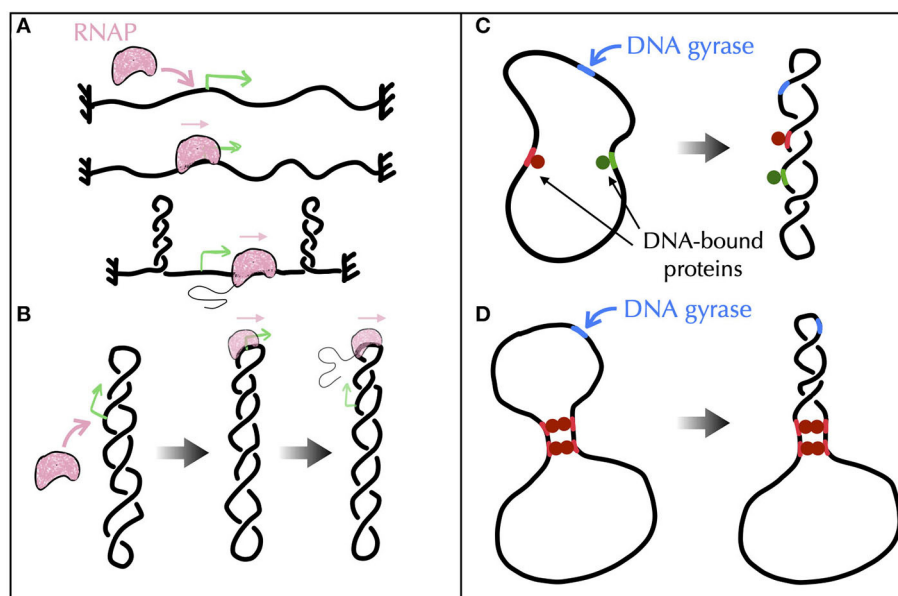 A
RNAP
B
C
DNA gyrase
DNA-bound
proteins
D
DNA gyrase